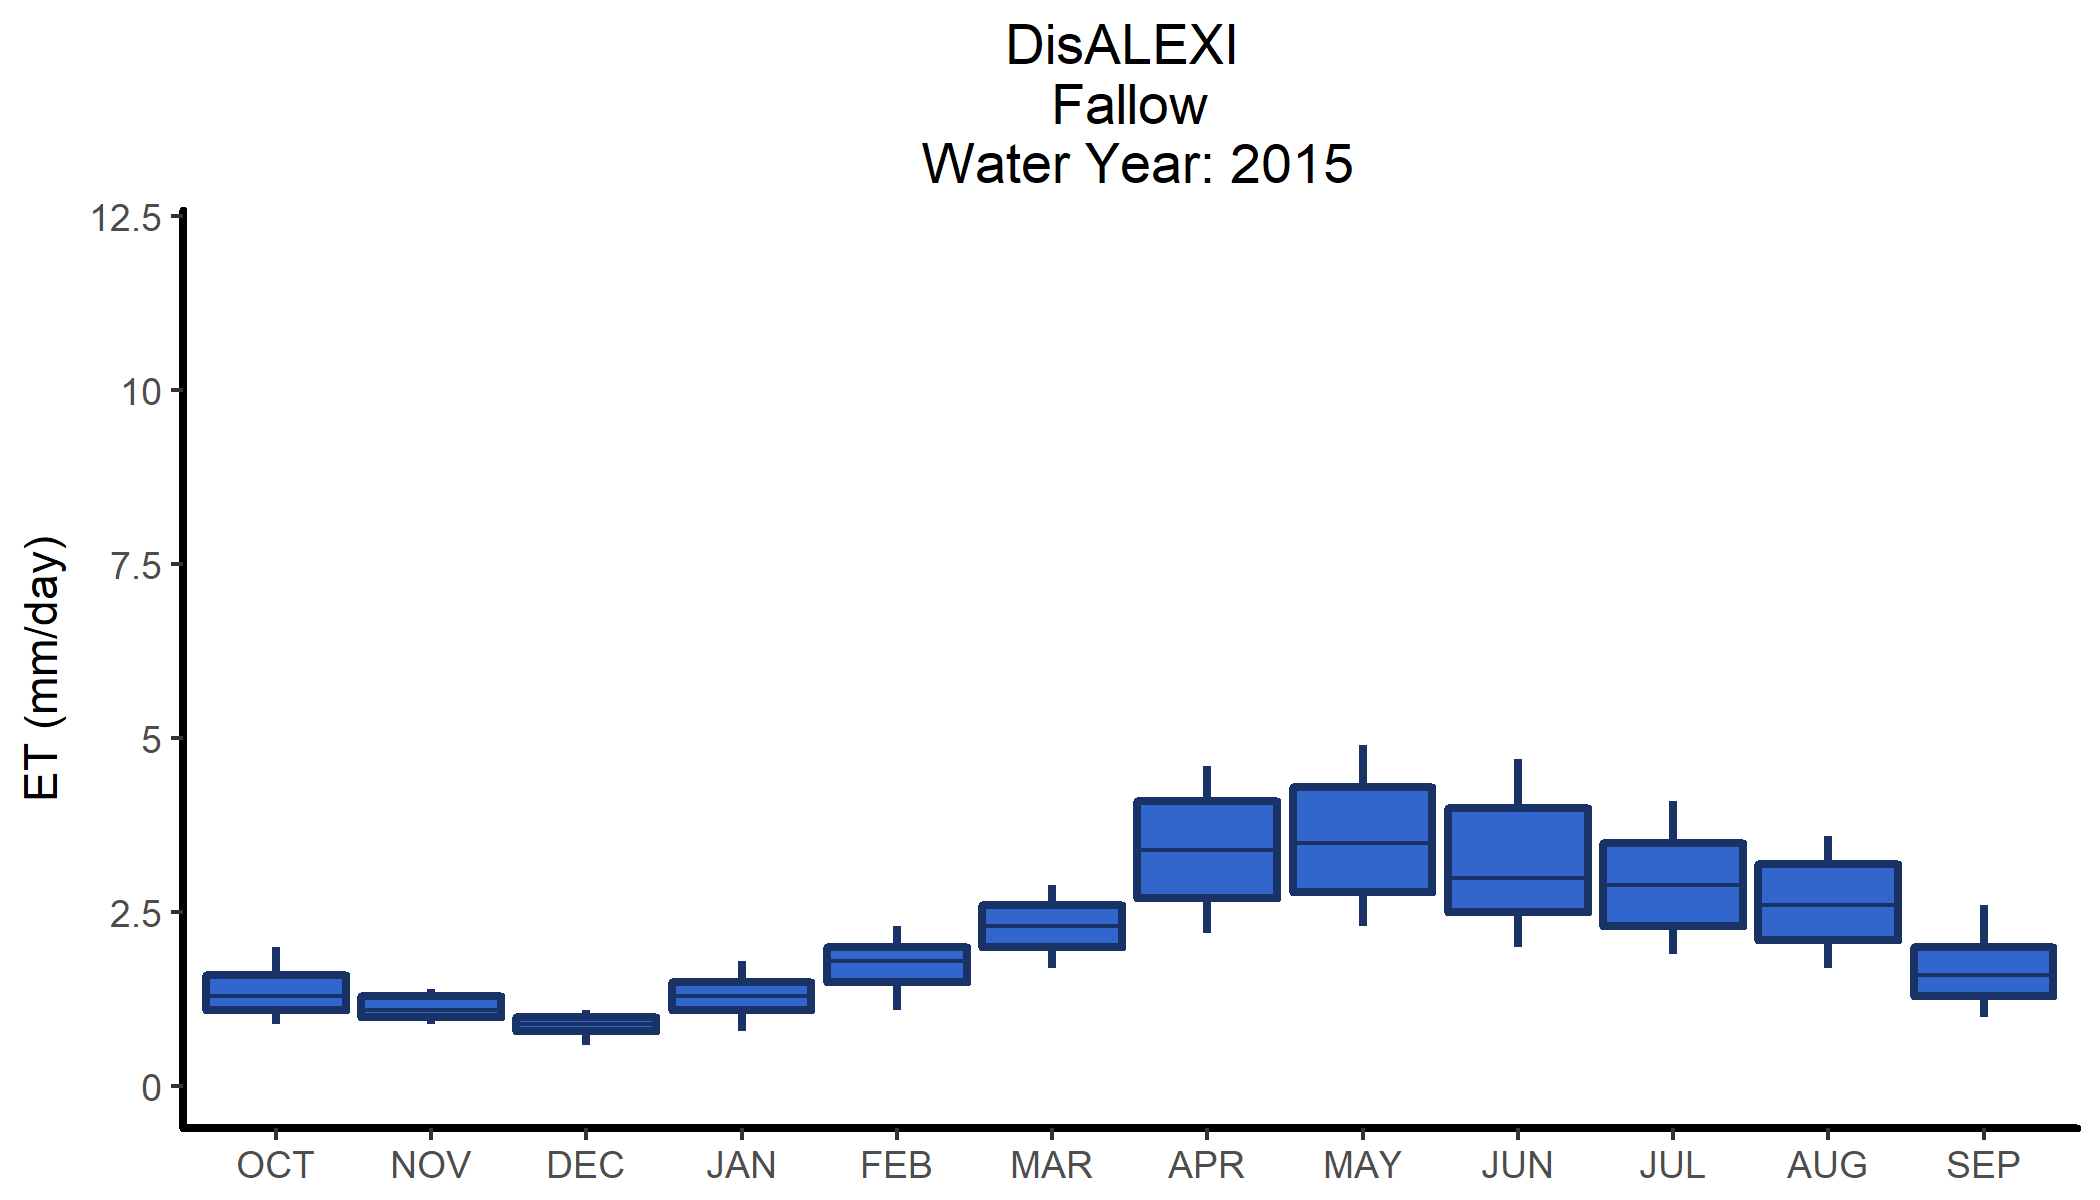 DisALEXI
Fallow
Water Year: 2015
12.5
10
7.5
5
2.5
0
ET (mm/day)
OCT NOV DEC JAN FEB MAR APR MAY JUN JUL AUG SEP